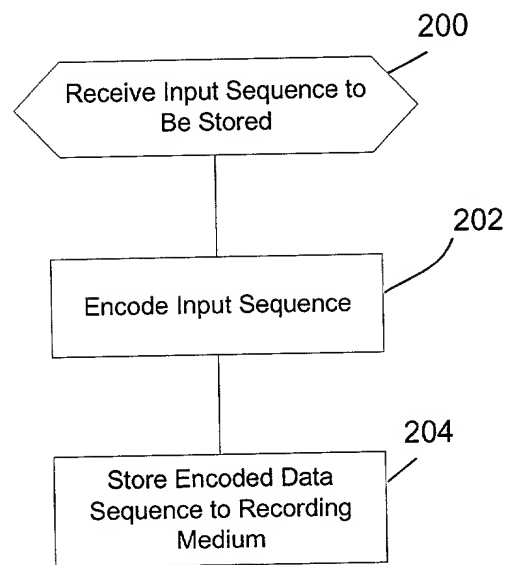 200
Receive Input Sequence to
Be Stored
202
Encode Input Sequence
204
Store Encoded Data
Sequence to Recording
Medium